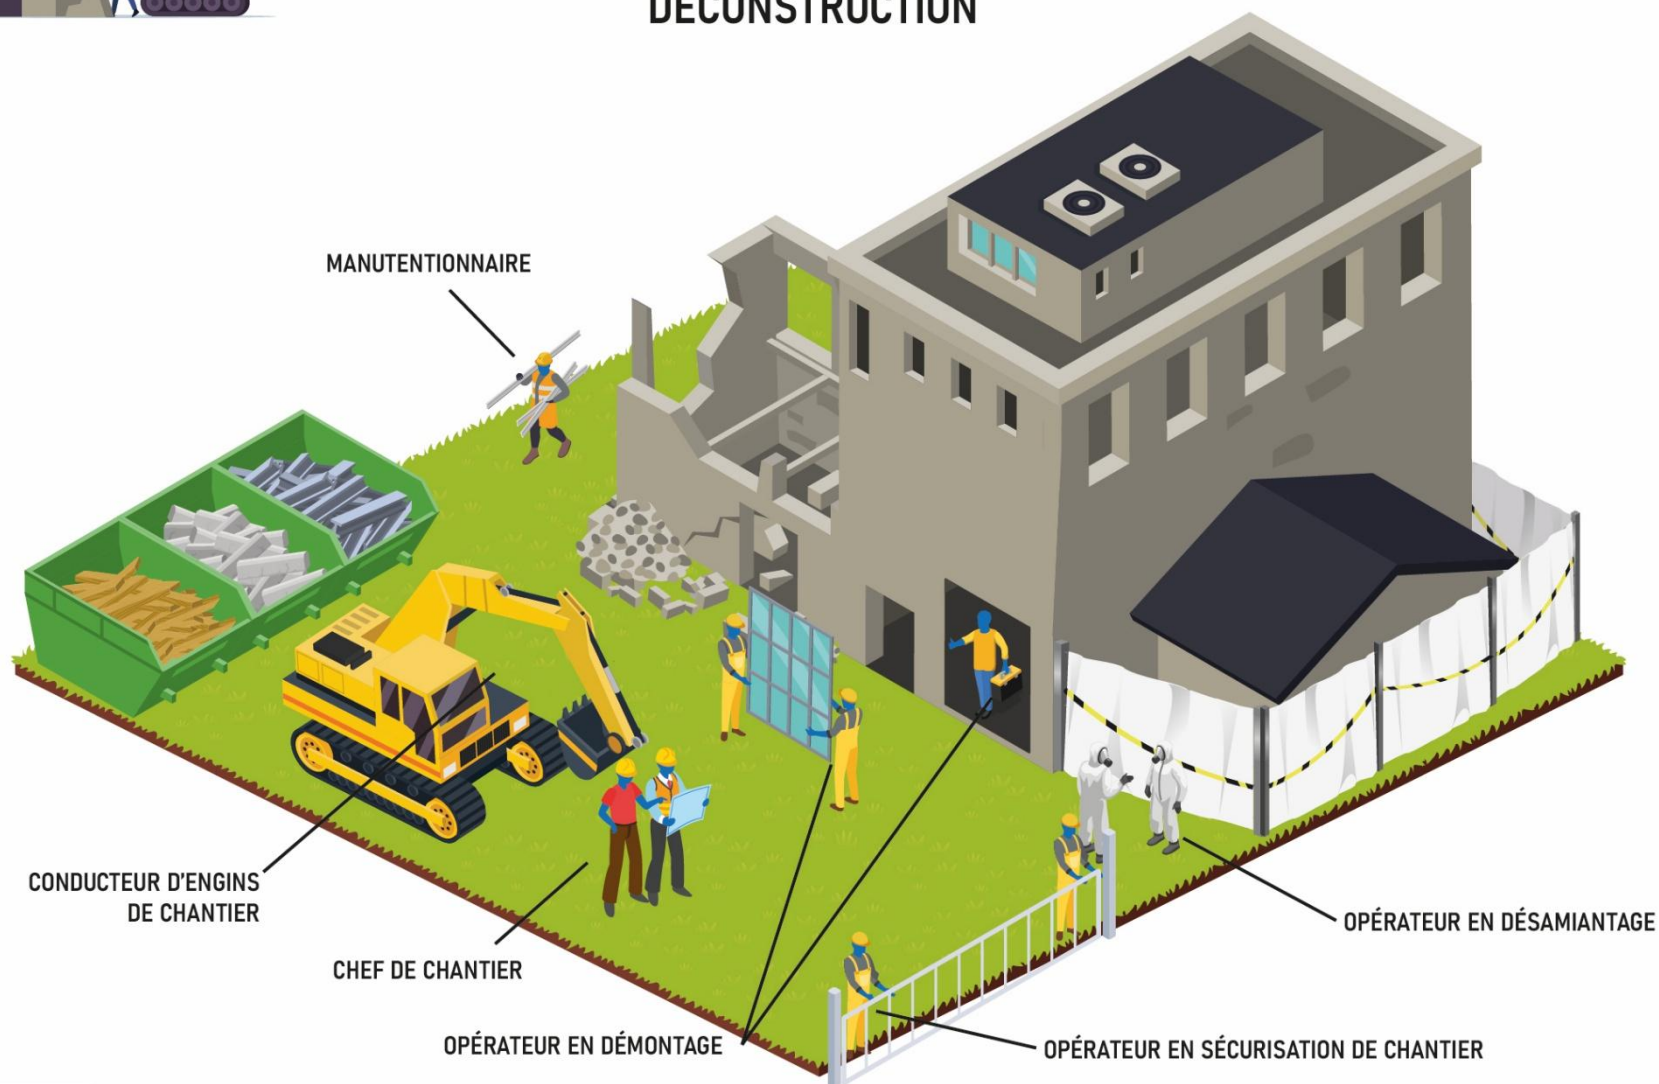 DÉCONSTRUCTION
MANUTENTIONNAIRE
CONDUCTEUR D'ENGINS
DE CHANTIER
CHEF DE CHANTIER
OPÉRATEUR EN DÉMONTAGE
OPÉRATEUR EN DÉSAMIANTAGE
OPÉRATEUR EN SÉCURISATION DE CHANTIER